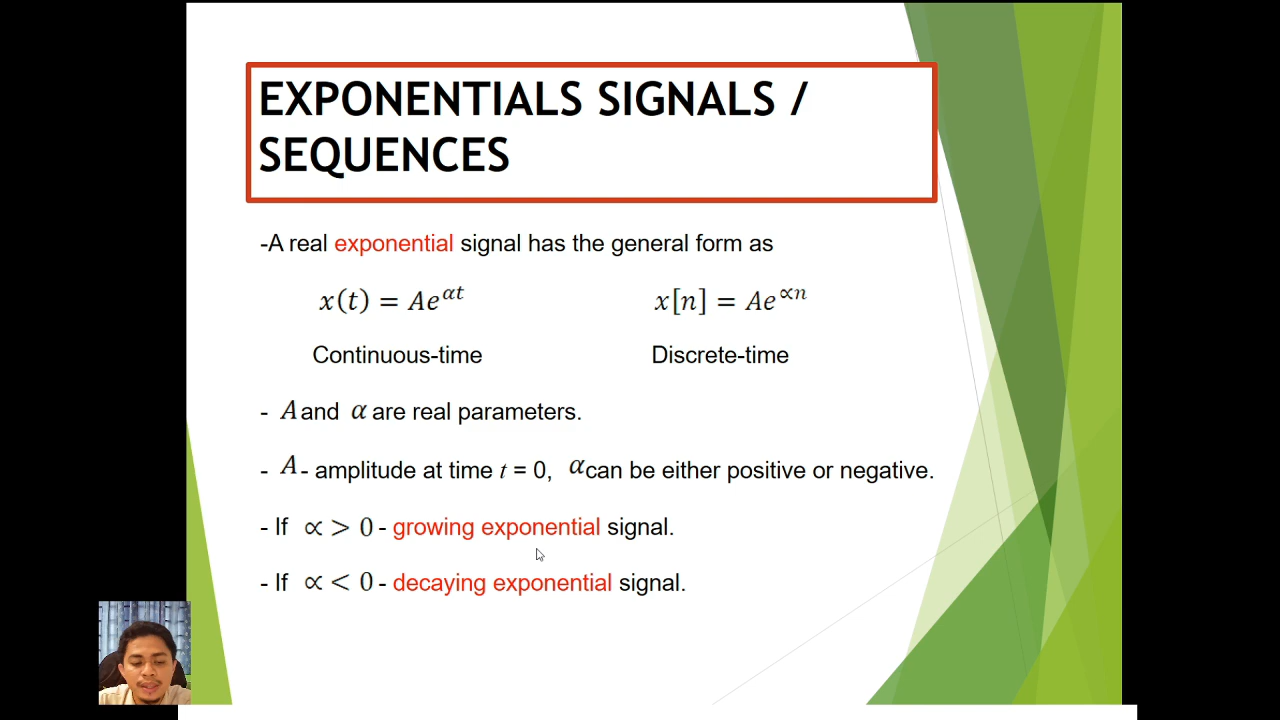 EXPONENTIALS SIGNALS /
SEQUENCES
-A real exponential signal has the general form as
x(t) = Ae^{αt} x[n] = Ae^{∝n}
Continuous-time Discrete-time
- A and α are real parameters.
- A - amplitude at time t = 0, α can be either positive or negative.
- If ∝ > 0 - growing exponential signal.
- If ∝ < 0 - decaying exponential signal.